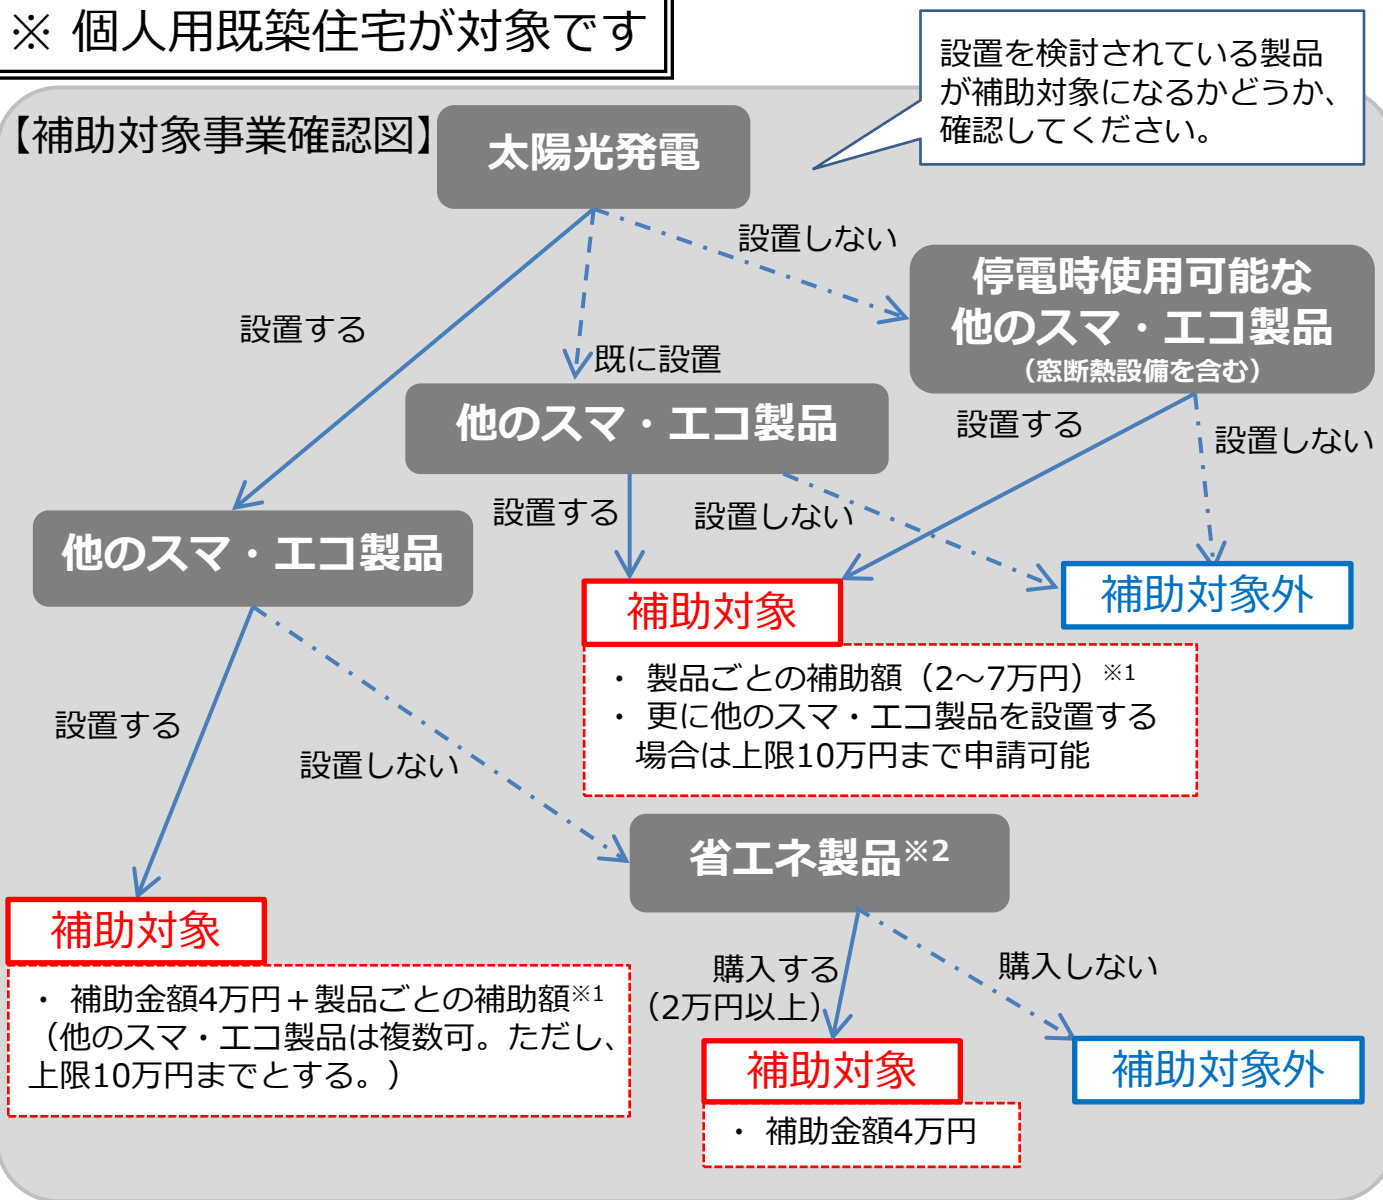 ※ 個人用既築住宅が対象です
設置を検討されている製品
が補助対象になるかどうか、
確認してください。
【補助対象事業確認図】
太陽光発電
設置しない
停電時使用可能な
他のスマ・エコ製品
（窓断熱設備を含む）
設置する
既に設置
他のスマ・エコ製品
設置する
設置しない
設置する
設置しない
他のスマ・エコ製品
補助対象
補助対象外
・ 製品ごとの補助額（2～7万円）※1
・ 更に他のスマ・エコ製品を設置する
場合は上限10万円まで申請可能
設置する
設置しない
省エネ製品※2
補助対象
・ 補助金額4万円＋製品ごとの補助額※1
（他のスマ・エコ製品は複数可。ただし、
上限10万円までとする。）
購入する
（2万円以上）
購入しない
補助対象
補助対象外
・ 補助金額4万円